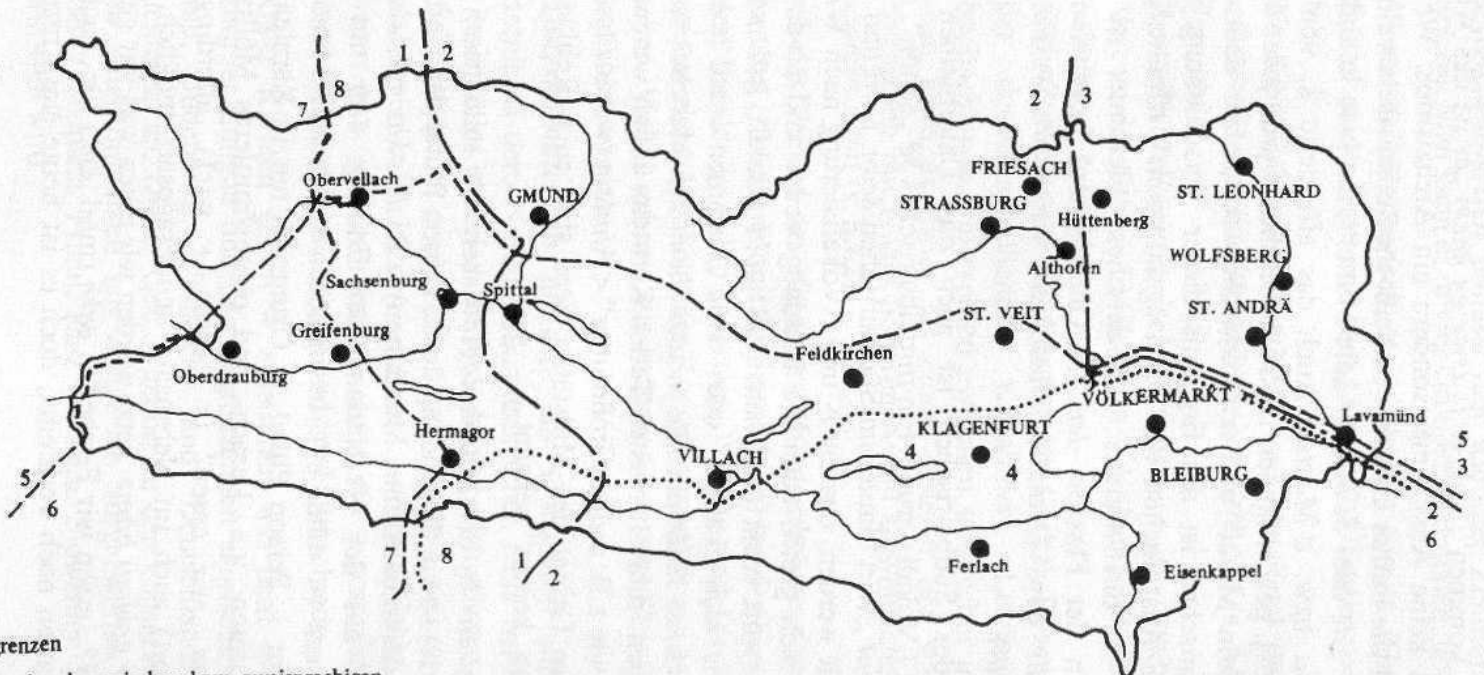 1 2
8
7
2 3
FRIESACH
ST. LEONHARD
Obervellach
GMÜND
STRASSBURG
Hüttenberg
WOLFSBERG
Althofen
Sachsenburg
Spittal
ST. ANDRÄ
Greifenburg
ST. VEIT
Oberdrauburg
Feldkirchen
VÖLKERMARKT
Lavamünd
Hermagor
KLAGENFURT
VILLACH
4
4
BLEIBURG
5
3
5
6
2
6
7 8
1
2
Ferlach
Eisenkappel
grenzen